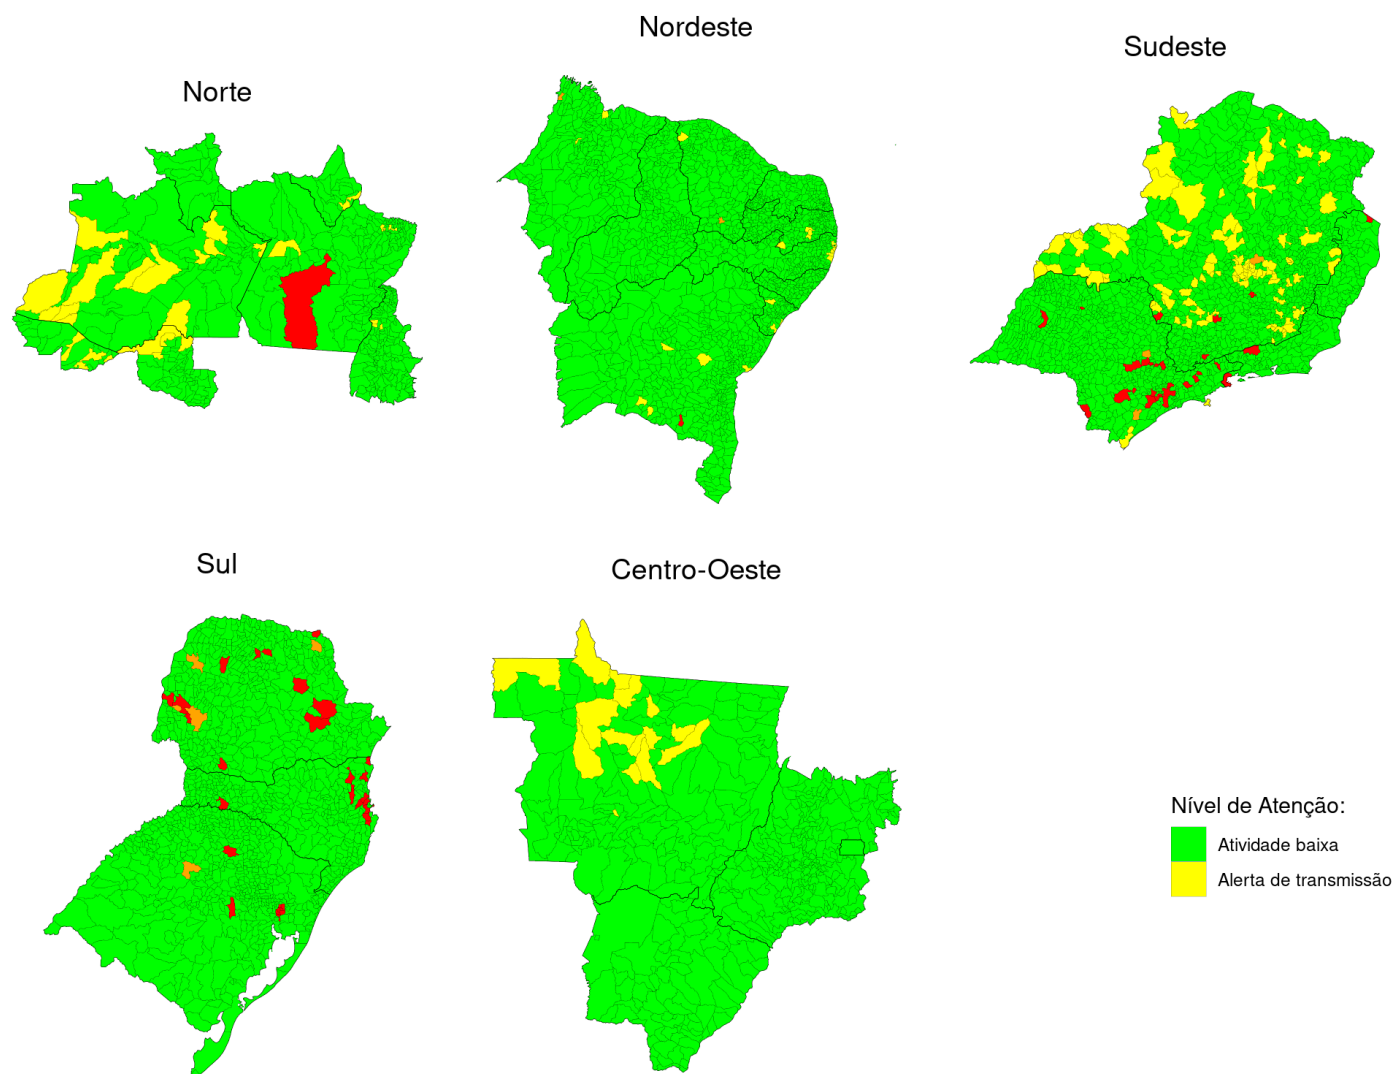 Nordeste
Sudeste
Norte
Sul
Centro-Oeste
Nível de Atenção:
Atividade baixa
Alerta de transmissão